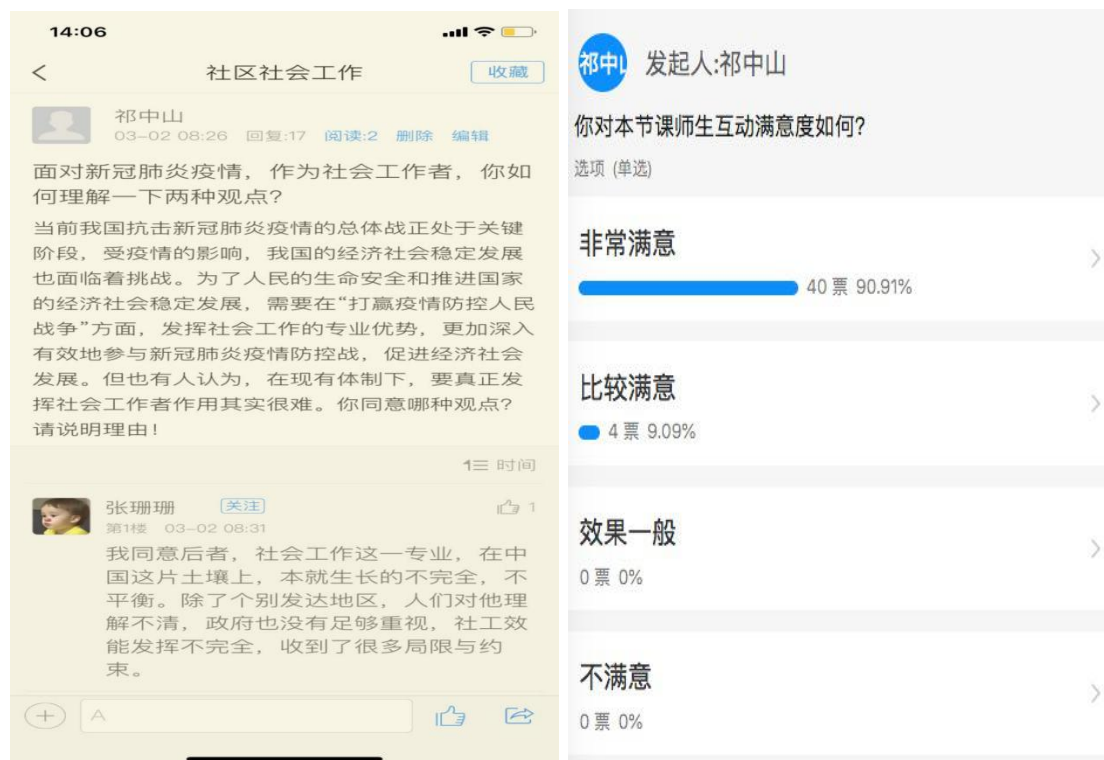 14:06
社区社会工作
收藏
祁中山
03-02 08:26 回复:17 阅读:2 删除 编辑
面对新冠肺炎疫情，作为社会工作者，你如
何理解一下两种观点?
当前我国抗击新冠肺炎疫情的总体战正处于关键
阶段，受疫情的影响，我国的经济社会稳定发展
也面临着挑战。为了人民的生命安全和推进国家
的经济社会稳定发展，需要在“打赢疫情防控人民
战争”方面，发挥社会工作的专业优势，更加深入
有效地参与新冠肺炎疫情防控战，促进经济社会
发展。但也有人认为，在现有体制下，要真正发
挥社会工作者作用其实很难。你同意哪种观点?
请说明理由!
时间
张珊珊 关注 1
第1楼 03-02 08:31
我同意后者，社会工作这一专业，在中
国这片土壤上，本就生长的不完全，不
平衡。除了个别发达地区，人们对他理
解不清，政府也没有足够重视，社工效
能发挥不完全，收到了很多局限与约
束。
A
祁中山 发起人:祁中山
你对本节课师生互动满意度如何?
选项 (单选)
非常满意
40 票 90.91%
比较满意
4 票 9.09%
效果一般
0 票 0%
不满意
0 票 0%